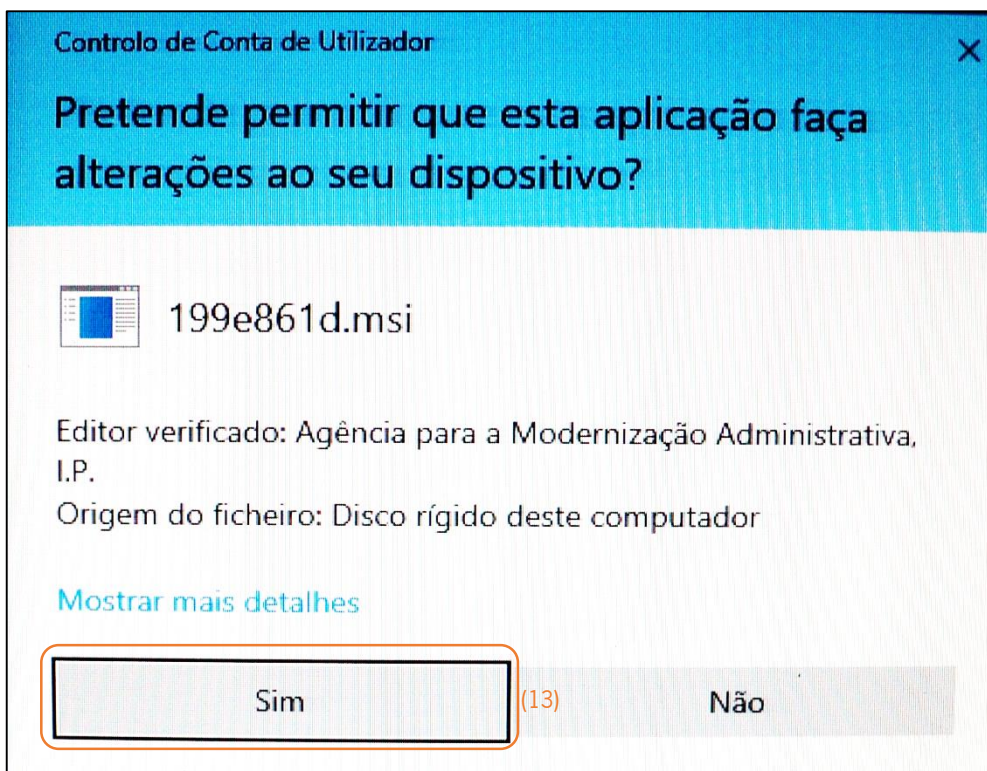 Controlo de Conta de Utilizador
Pretende permitir que esta aplicação faça
alterações ao seu dispositivo?
199e861d.msi
Editor verificado: Agência para a Modernização Administrativa,
I.P.
Origem do ficheiro: Disco rígido deste computador
Mostrar mais detalhes
Sim (13) Não